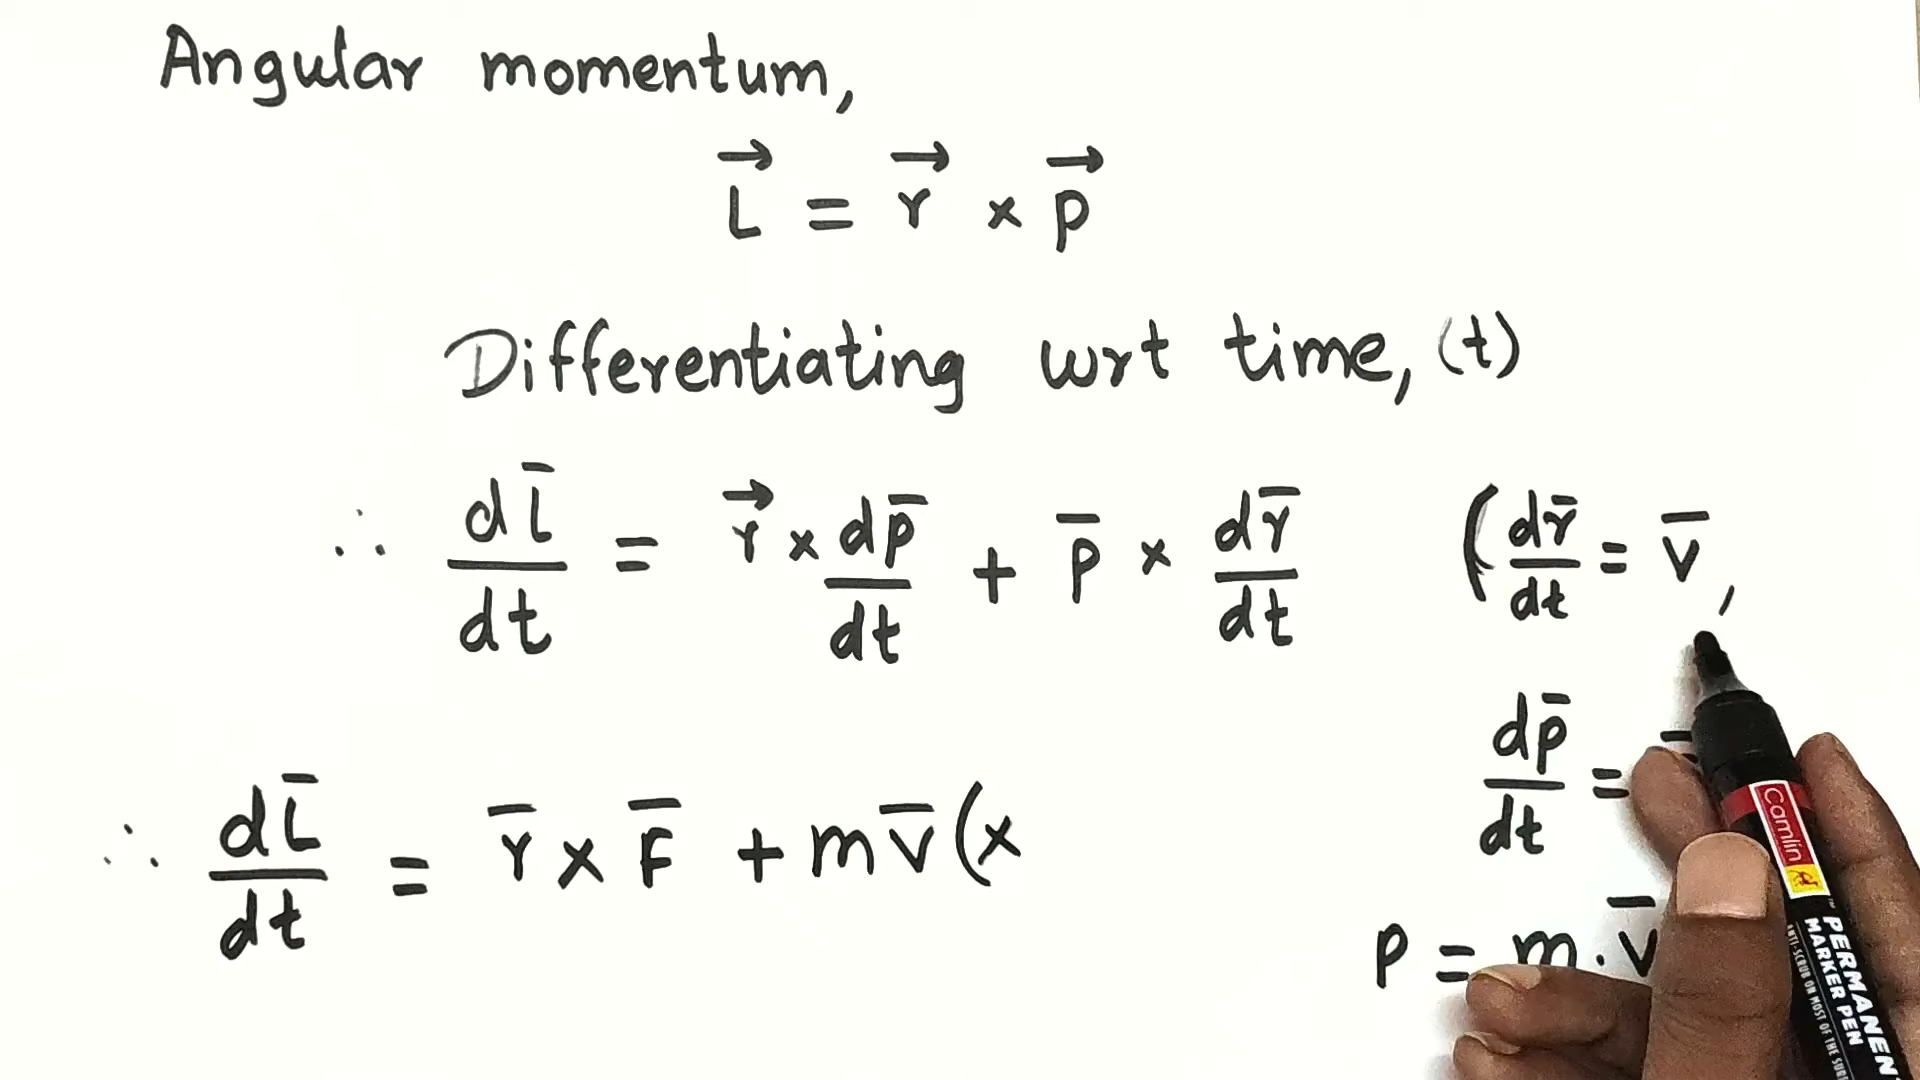 Angular momentum,
L⃗ = r⃗ × p⃗
Differentiating wrt time, (t)
∴ dL̅/dt = r⃗ × dp̅/dt + p̅ × dr̅/dt (dr̅/dt = v̅,
dp̅/dt =
∴ dL̅/dt = r̅ × F̅ + mv̅(×
P = m.v̅
Camlin
PERMANEN
MARKER PEN